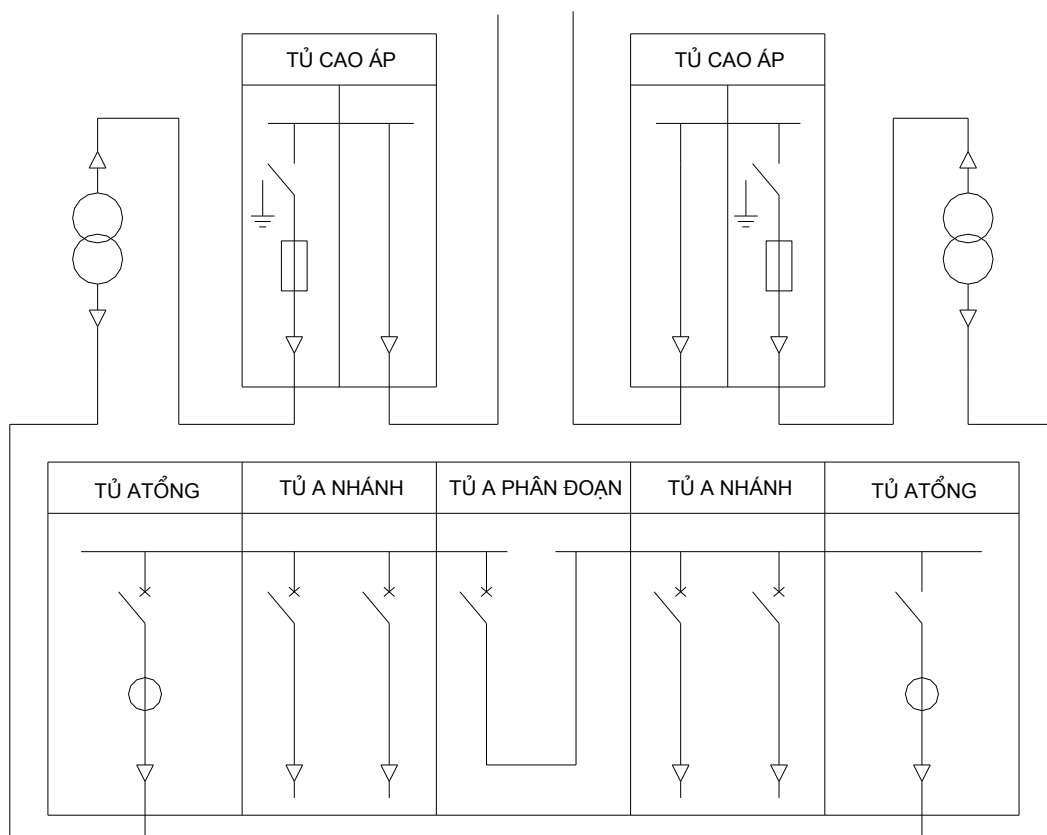 TỦ CAO ÁP
TỦ CAO ÁP
TỦ ATỔNG
TỦ A NHÁNH
TỦ A PHÂN ĐOẠN
TỦ A NHÁNH
TỦ ATỔNG